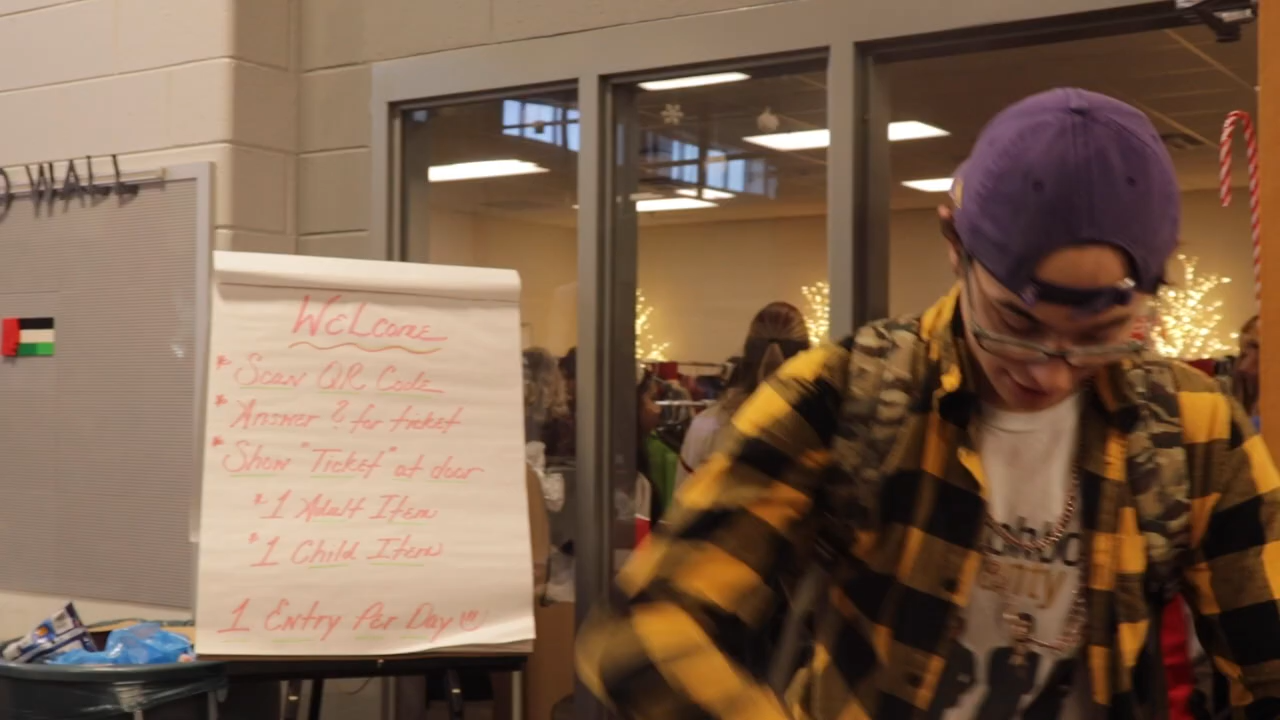 D WALL
WELcome
* Scan QR Code
* Answer ? for ticket
* Show "Ticket" at door
* 1 Adult Item
* 1 Child Item
1 Entry Per Day